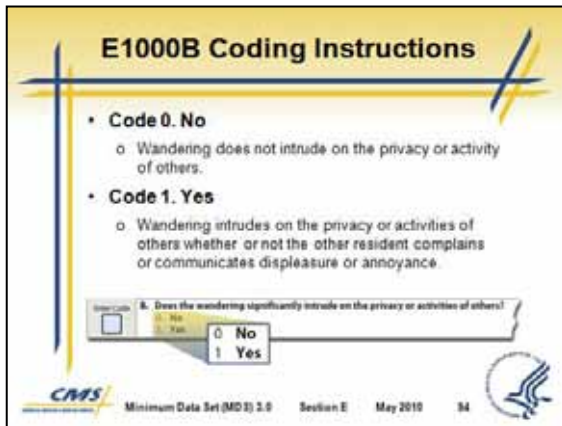 E1000B Coding Instructions
• Code 0. No
o Wandering does not intrude on the privacy or activity
of others.
• Code 1. Yes
o Wandering intrudes on the privacy or activities of
others whether or not the other resident complains
or communicates displeasure or annoyance.
Enter Code
B. Does the wandering significantly intrude on the privacy or activities of others?
0. No
1. Yes
0 No
1 Yes
CMS
Minimum Data Set (MDS) 3.0 Section E May 2010 94